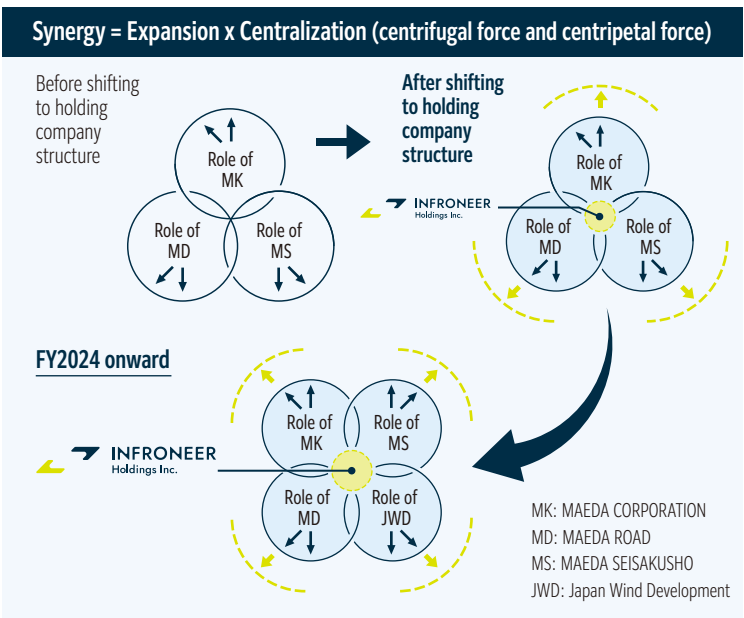 Synergy = Expansion x Centralization (centrifugal force and centripetal force)
Before shifting
to holding
company
structure
Role of
MK
Role of
MD
Role of
MS
After shifting
to holding
company
structure
INFRONEER
Holdings Inc.
Role of
MK
Role of
MD
Role of
MS
FY2024 onward
INFRONEER
Holdings Inc.
Role of
MK
Role of
MS
Role of
MD
Role of
JWD
MK: MAEDA CORPORATION
MD: MAEDA ROAD
MS: MAEDA SEISAKUSHO
JWD: Japan Wind Development